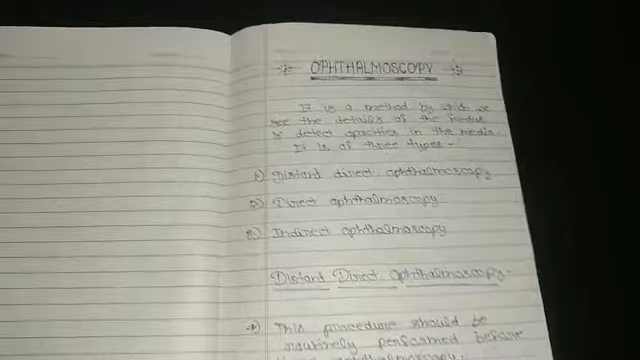 OPHTHALMOSCOPY
It is a method by which we
see the details of the fundus
& detect opacities in the media.
It is of three types -
1) Distant direct ophthalmoscopy
2) Direct ophthalmoscopy
3) Indirect ophthalmoscopy
Distant Direct Ophthalmoscopy -
→ This procedure should be
routinely performed before
ophthalmoscopy.